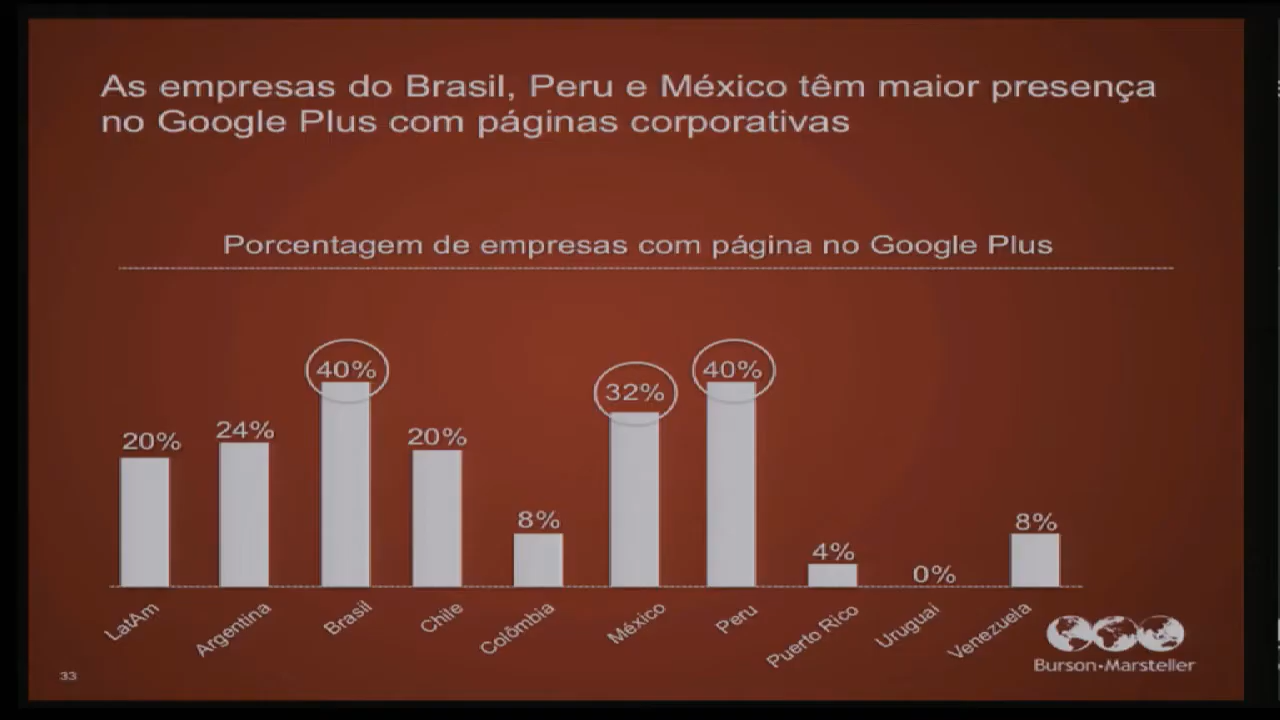 As empresas do Brasil, Peru e México têm maior presença
no Google Plus com páginas corporativas
Porcentagem de empresas com página no Google Plus
20%
24%
40%
20%
8%
32%
40%
4%
0%
8%
LatAm
Argentina
Brasil
Chile
Colômbia
México
Peru
Puerto Rico
Uruguai
Venezuela
Burson•Marsteller
33